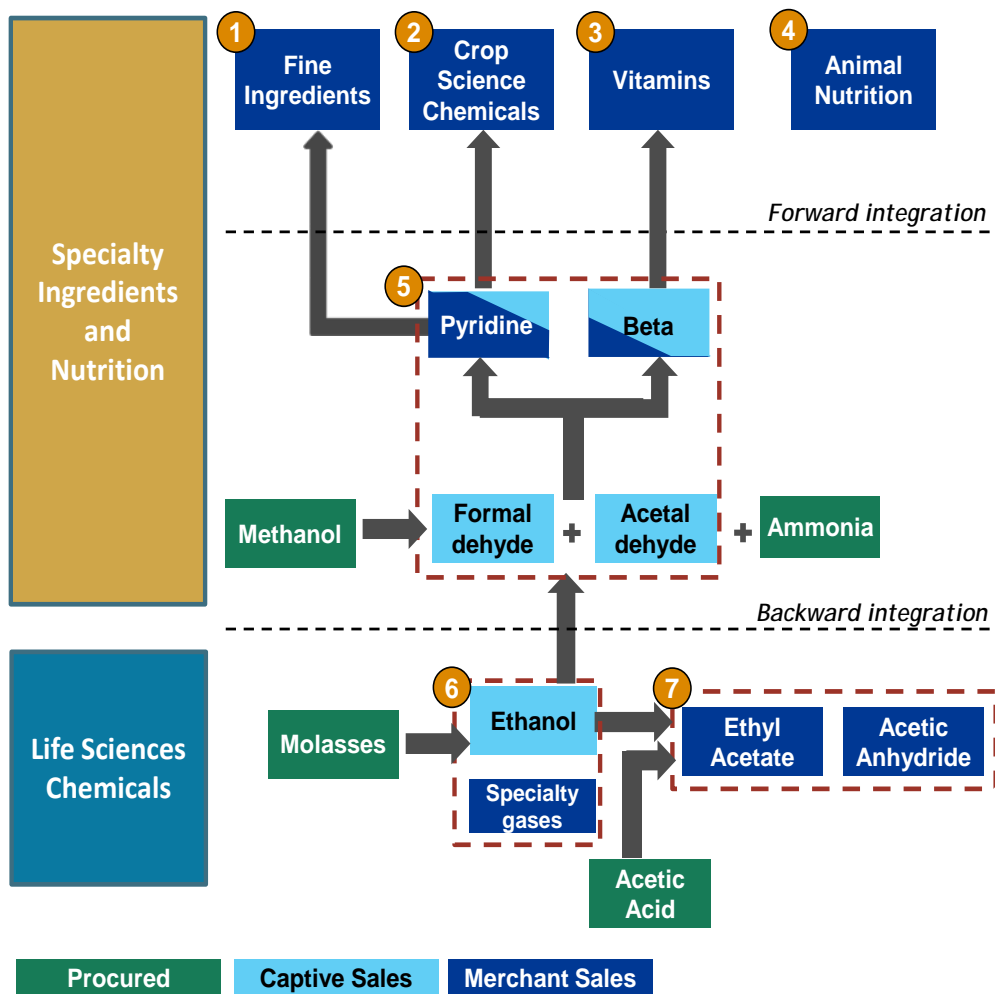 1
Fine
Ingredients
2
Crop
Science
Chemicals
3
Vitamins
4
Animal
Nutrition
Forward integration
Specialty
Ingredients
and
Nutrition
5
Pyridine
Beta
Methanol
Formal
dehyde
+
Acetal
dehyde
+
Ammonia
Backward integration
Life Sciences
Chemicals
6
Ethanol
Molasses
Specialty
gases
7
Ethyl
Acetate
Acetic
Anhydride
Acetic
Acid
Procured
Captive Sales
Merchant Sales